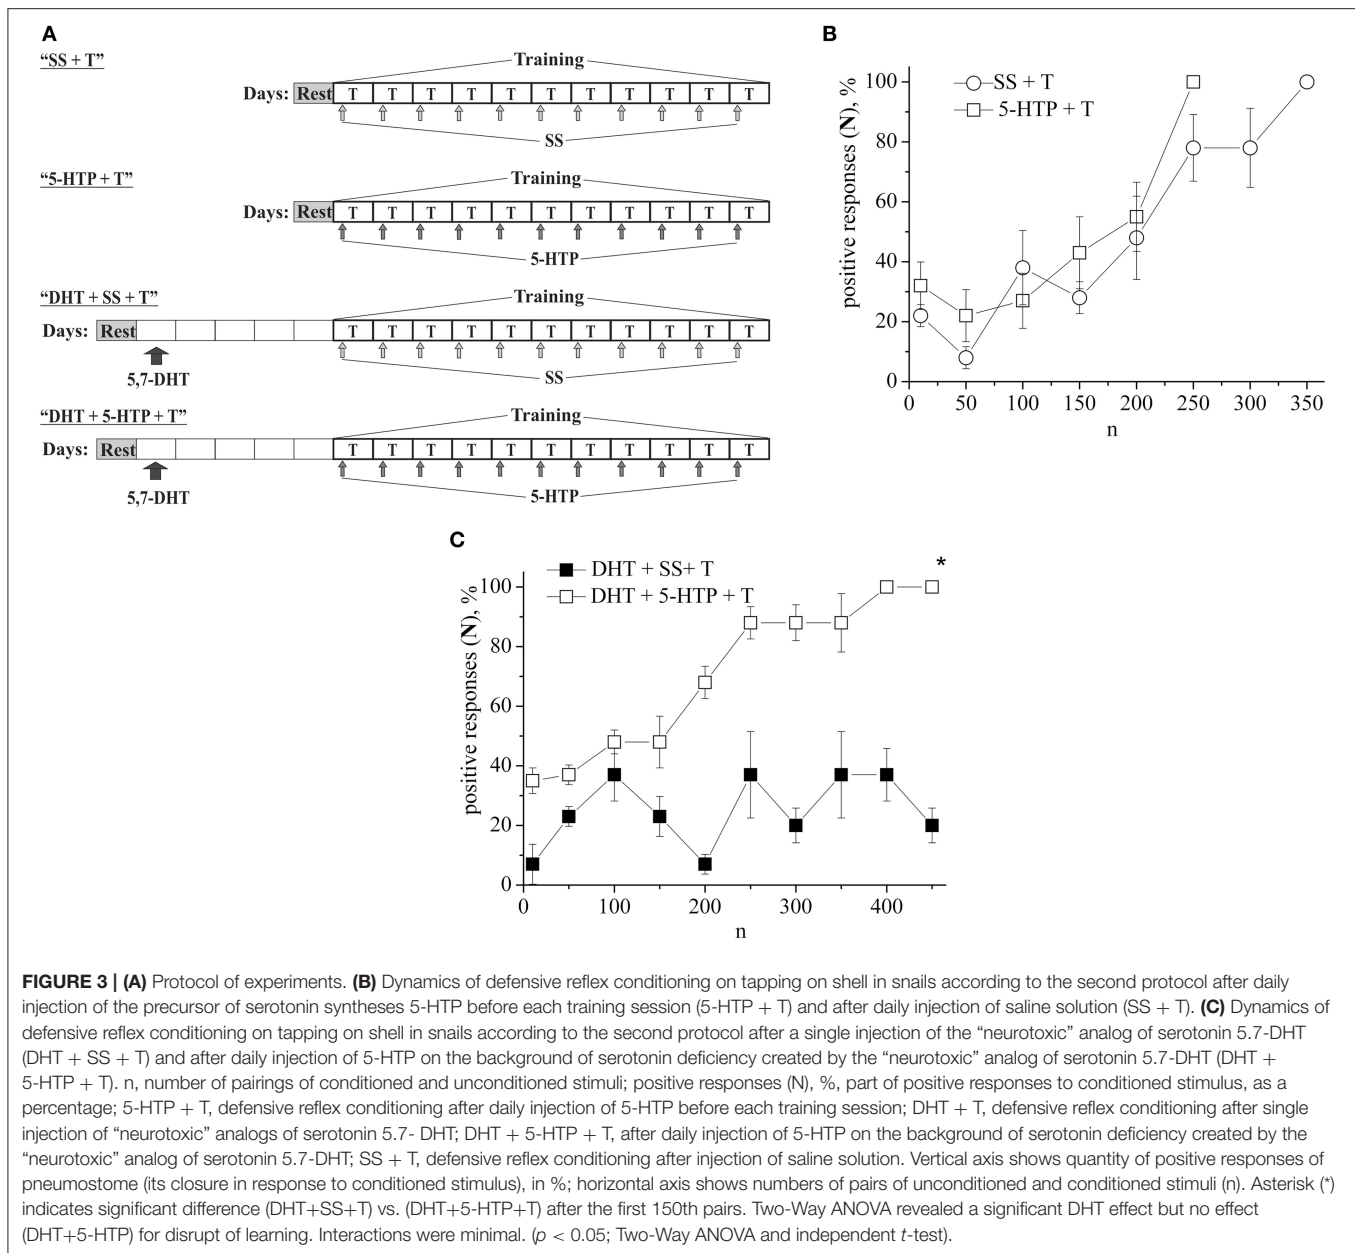 A
"SS + T"
Training
Days: Rest T T T T T T T T T T T
SS
"5-HTP + T"
Training
Days: Rest T T T T T T T T T T T
5-HTP
"DHT + SS + T"
Training
Days: Rest T T T T T T T T T T T
5,7-DHT
SS
"DHT + 5-HTP + T"
Training
Days: Rest T T T T T T T T T T T
5,7-DHT
5-HTP
B
SS + T
5-HTP + T
positive responses (N), %
100
80
60
40
20
0
0 50 100 150 200 250 300 350
n
C
DHT + SS+ T
DHT + 5-HTP + T
*
positive responses (N), %
100
80
60
40
20
0
0 100 200 300 400
n
FIGURE 3 | (A) Protocol of experiments. (B) Dynamics of defensive reflex conditioning on tapping on shell in snails according to the second protocol after daily
injection of the precursor of serotonin syntheses 5-HTP before each training session (5-HTP + T) and after daily injection of saline solution (SS + T). (C) Dynamics of
defensive reflex conditioning on tapping on shell in snails according to the second protocol after a single injection of the "neurotoxic" analog of serotonin 5.7-DHT
(DHT + SS + T) and after daily injection of 5-HTP on the background of serotonin deficiency created by the "neurotoxic" analog of serotonin 5.7-DHT (DHT +
5-HTP + T). n, number of pairings of conditioned and unconditioned stimuli; positive responses (N), %, part of positive responses to conditioned stimulus, as a
percentage; 5-HTP + T, defensive reflex conditioning after daily injection of 5-HTP before each training session; DHT + T, defensive reflex conditioning after single
injection of "neurotoxic" analogs of serotonin 5.7- DHT; DHT + 5-HTP + T, after daily injection of 5-HTP on the background of serotonin deficiency created by the
"neurotoxic" analog of serotonin 5.7-DHT; SS + T, defensive reflex conditioning after injection of saline solution. Vertical axis shows quantity of positive responses of
pneumostome (its closure in response to conditioned stimulus), in %; horizontal axis shows numbers of pairs of unconditioned and conditioned stimuli (n). Asterisk (*)
indicates significant difference (DHT+SS+T) vs. (DHT+5-HTP+T) after the first 150th pairs. Two-Way ANOVA revealed a significant DHT effect but no effect
(DHT+5-HTP) for disrupt of learning. Interactions were minimal. (p < 0.05; Two-Way ANOVA and independent t-test).